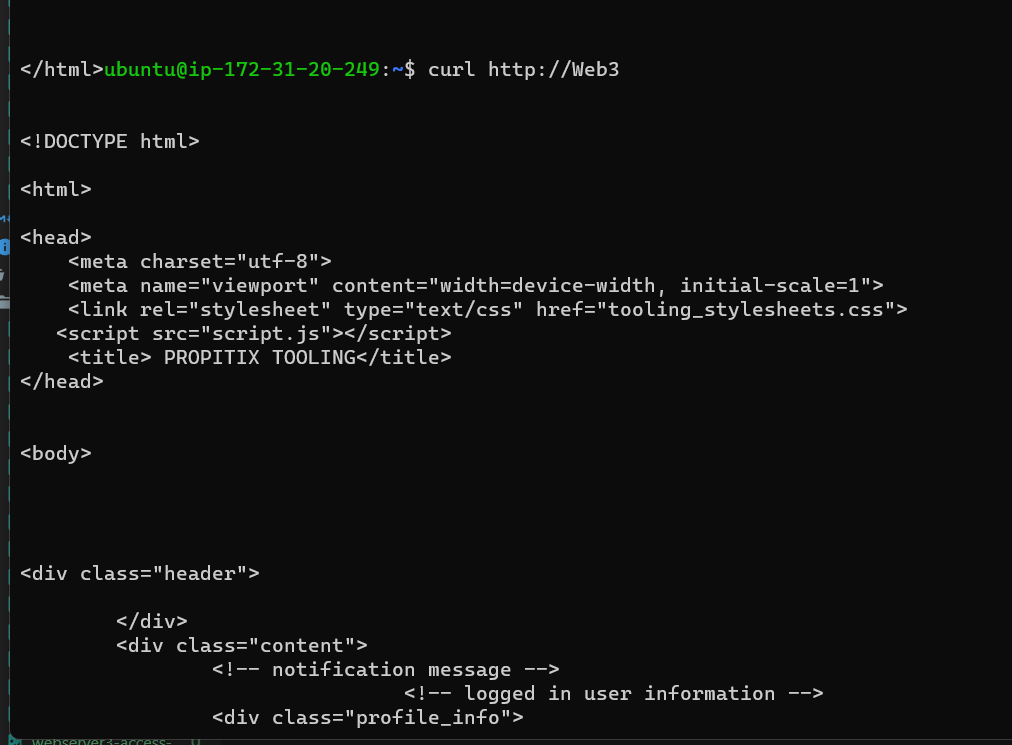 </html>ubuntu@ip-172-31-20-249:~$ curl http://Web3
<!DOCTYPE html>
<html>
<head>
    <meta charset="utf-8">
    <meta name="viewport" content="width=device-width, initial-scale=1">
    <link rel="stylesheet" type="text/css" href="tooling_stylesheets.css">
   <script src="script.js"></script>
    <title> PROPITIX TOOLING</title>
</head>
<body>
<div class="header">
        </div>
        <div class="content">
                <!-- notification message -->
                                <!-- logged in user information -->
                <div class="profile_info">
webserver3-access-